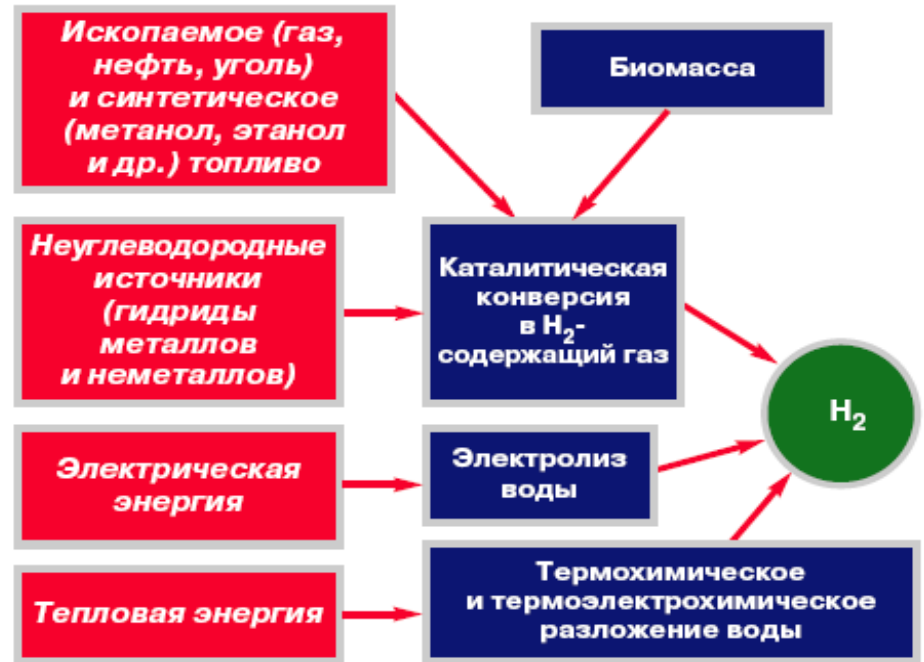 Ископаемое (газ,
нефть, уголь)
и синтетическое
(метанол, этанол
и др.) топливо
Биомасса
Неуглеводородные
источники
(гидриды
металлов
и неметаллов)
Каталитическая
конверсия
в H₂-
содержащий газ
H₂
Электрическая
энергия
Электролиз
воды
Тепловая энергия
Термохимическое
и термоэлектрохимическое
разложение воды